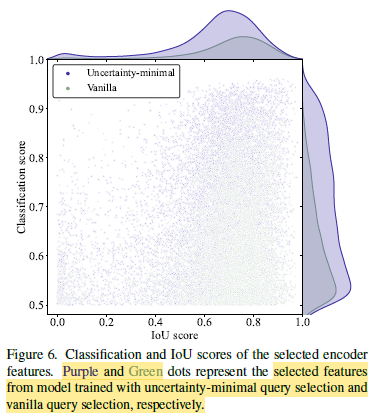 1.0
Uncertainty-minimal
Vanilla
0.9
0.8
0.7
0.6
0.5
Classification score
0.0 0.2 0.4 0.6 0.8 1.0
IoU score
Figure 6. Classification and IoU scores of the selected encoder
features. Purple and Green dots represent the selected features
from model trained with uncertainty-minimal query selection and
vanilla query selection, respectively.